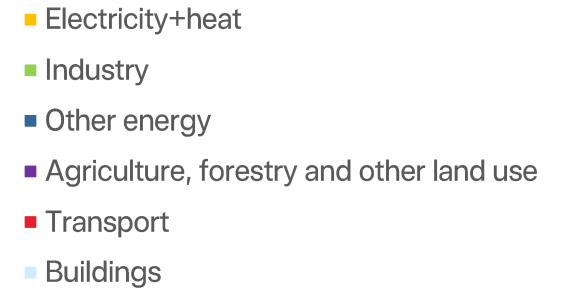 Electricity+heat
Industry
Other energy
Agriculture, forestry and other land use
Transport
Buildings